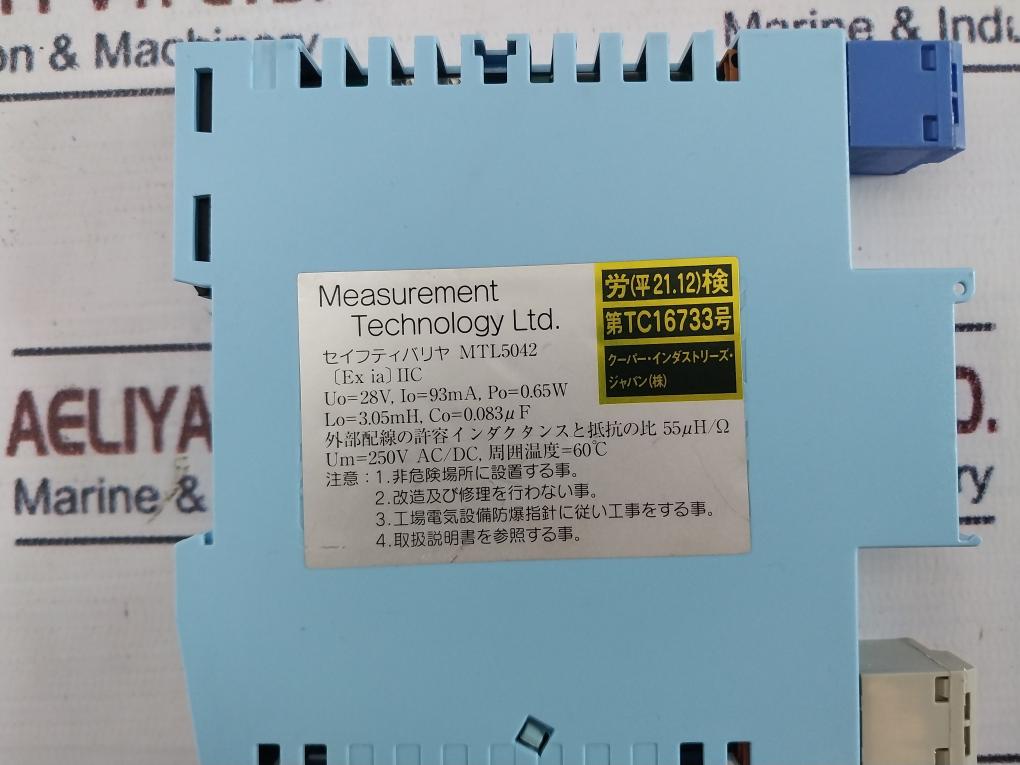 on & Machinery
Marine & Indu
Measurement
Technology Ltd.
セイフティバリヤ MTL5042
〔Ex ia〕IIC
Uo=28V, Io=93mA, Po=0.65W
Lo=3.05mH, Co=0.083μF
外部配線の許容インダクタンスと抵抗の比 55μH/Ω
Um=250V AC/DC, 周囲温度=60℃
注意：1.非危険場所に設置する事。
2.改造及び修理を行わない事。
3.工場電気設備防爆指針に従い工事をする事。
4.取扱説明書を参照する事。
労(平21.12)検
第TC16733号
クーパー・インダストリーズ・
ジャパン(株)
AELIYA
D.
Marine &
ry